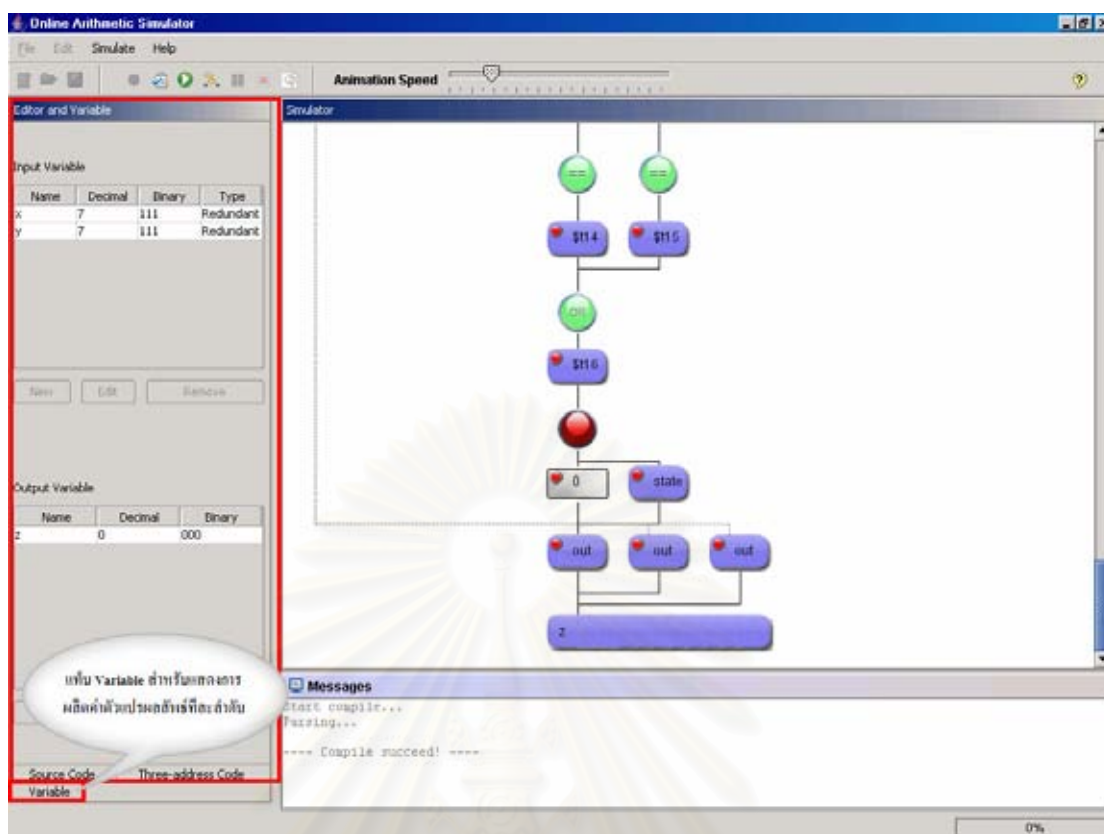 Online Arithmetic Simulator
File Edit Simulate Help
Animation Speed
Editor and Variable
Simulator
Input Variable
Name Decimal Binary Type
x 7 111 Redundant
y 7 111 Redundant
New Edit Remove
Output Variable
Name Decimal Binary
z 0 000
== ==
$t14 $t15
OR
$t16
0 state
out out out
z
แท็บ Variable สำหรับแสดงการ
ผลิตค่าตัวแปรผลลัพธ์ทีละลำดับ
Source Code Three-address Code
Variable
Messages
Start compile...
Parsing...
---- Compile succeed! ----
0%